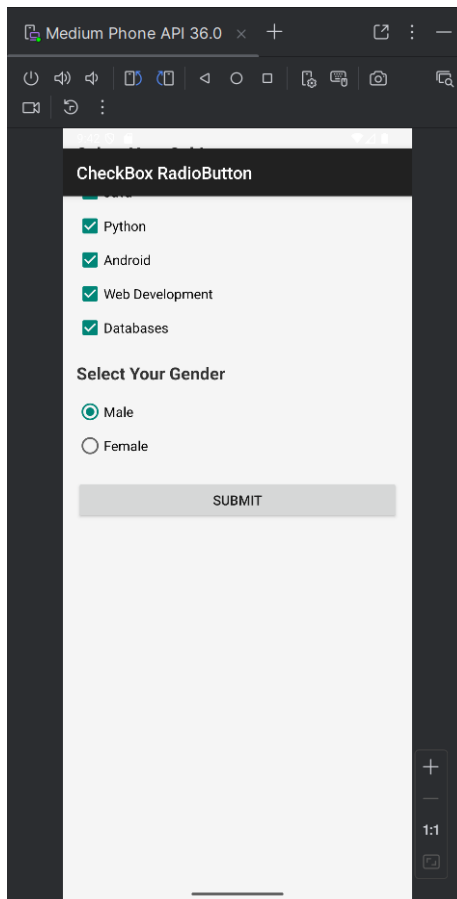 Medium Phone API 36.0
CheckBox RadioButton
Python
Android
Web Development
Databases
Select Your Gender
Male
Female
SUBMIT
1:1